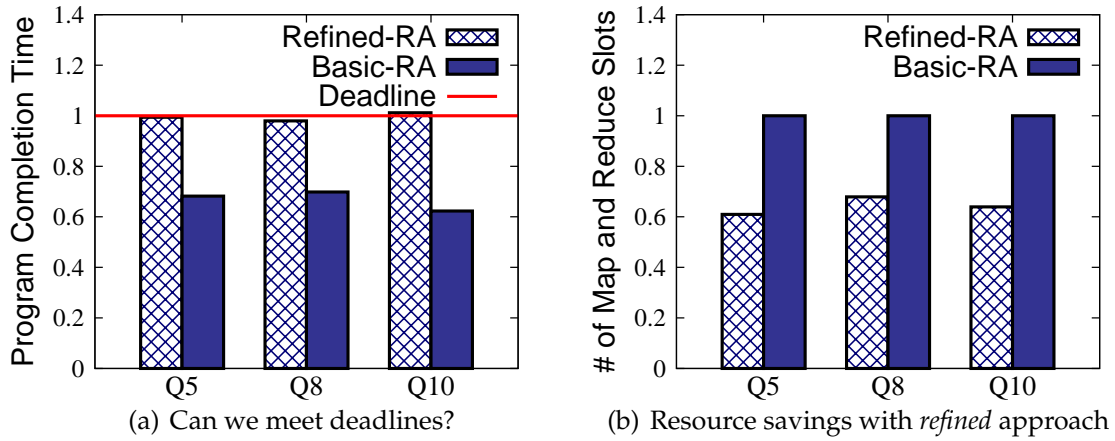 Program Completion Time
1.4
1.2
1
0.8
0.6
0.4
0.2
0
Refined-RA
Basic-RA
Deadline
Q5 Q8 Q10
(a) Can we meet deadlines?
# of Map and Reduce Slots
1.4
1.2
1
0.8
0.6
0.4
0.2
0
Refined-RA
Basic-RA
Q5 Q8 Q10
(b) Resource savings with refined approach